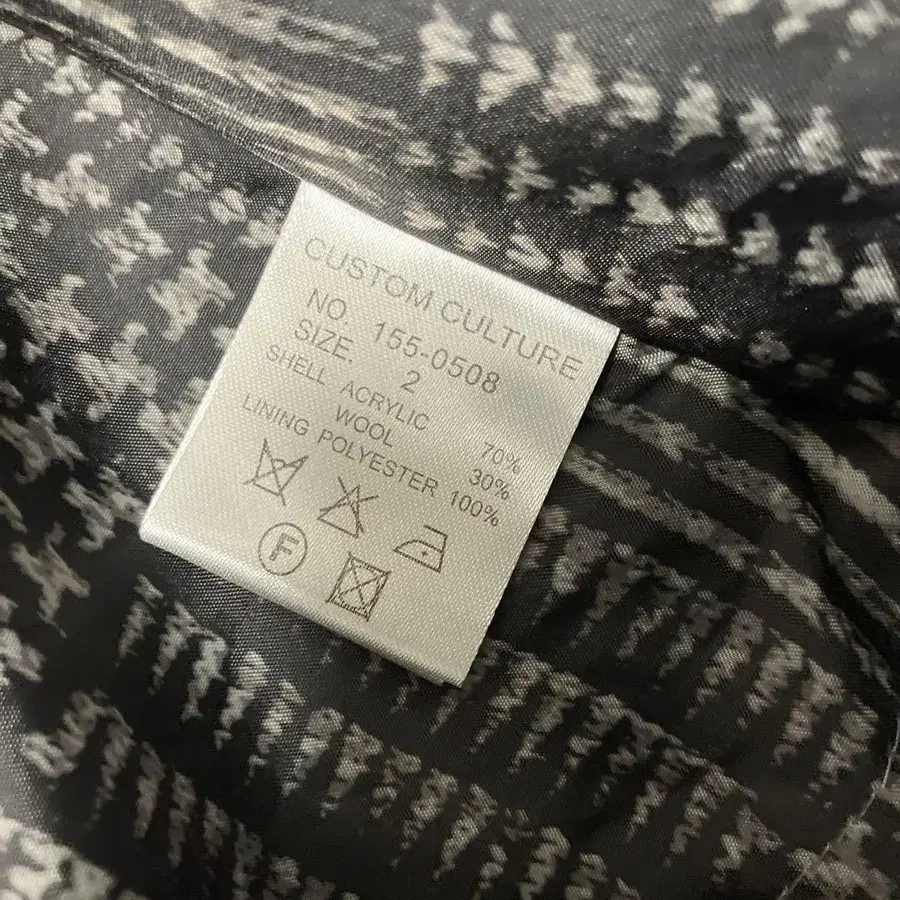 CUSTOM CULTURE
NO. 155-0508
SIZE 2
SHELL ACRYLIC 70%
WOOL 30%
LINING POLYESTER 100%
F